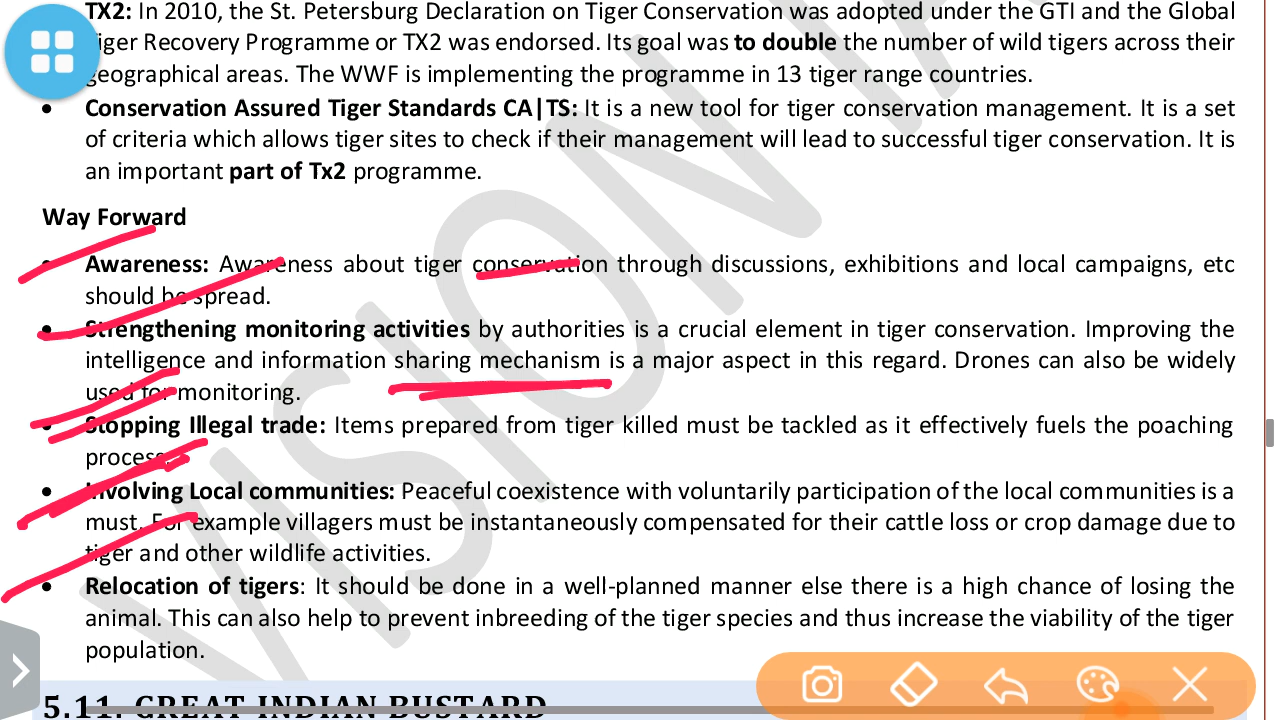 TX2: In 2010, the St. Petersburg Declaration on Tiger Conservation was adopted under the GTI and the Global
Tiger Recovery Programme or TX2 was endorsed. Its goal was to double the number of wild tigers across their
geographical areas. The WWF is implementing the programme in 13 tiger range countries.
• Conservation Assured Tiger Standards CA|TS: It is a new tool for tiger conservation management. It is a set
of criteria which allows tiger sites to check if their management will lead to successful tiger conservation. It is
an important part of Tx2 programme.
Way Forward
• Awareness: Awareness about tiger conservation through discussions, exhibitions and local campaigns, etc
should be spread.
• Strengthening monitoring activities by authorities is a crucial element in tiger conservation. Improving the
intelligence and information sharing mechanism is a major aspect in this regard. Drones can also be widely
used for monitoring.
• Stopping Illegal trade: Items prepared from tiger killed must be tackled as it effectively fuels the poaching
process.
• Involving Local communities: Peaceful coexistence with voluntarily participation of the local communities is a
must. For example villagers must be instantaneously compensated for their cattle loss or crop damage due to
tiger and other wildlife activities.
• Relocation of tigers: It should be done in a well-planned manner else there is a high chance of losing the
animal. This can also help to prevent inbreeding of the tiger species and thus increase the viability of the tiger
population.
5.11. GREAT INDIAN BUSTARD
VISION IA